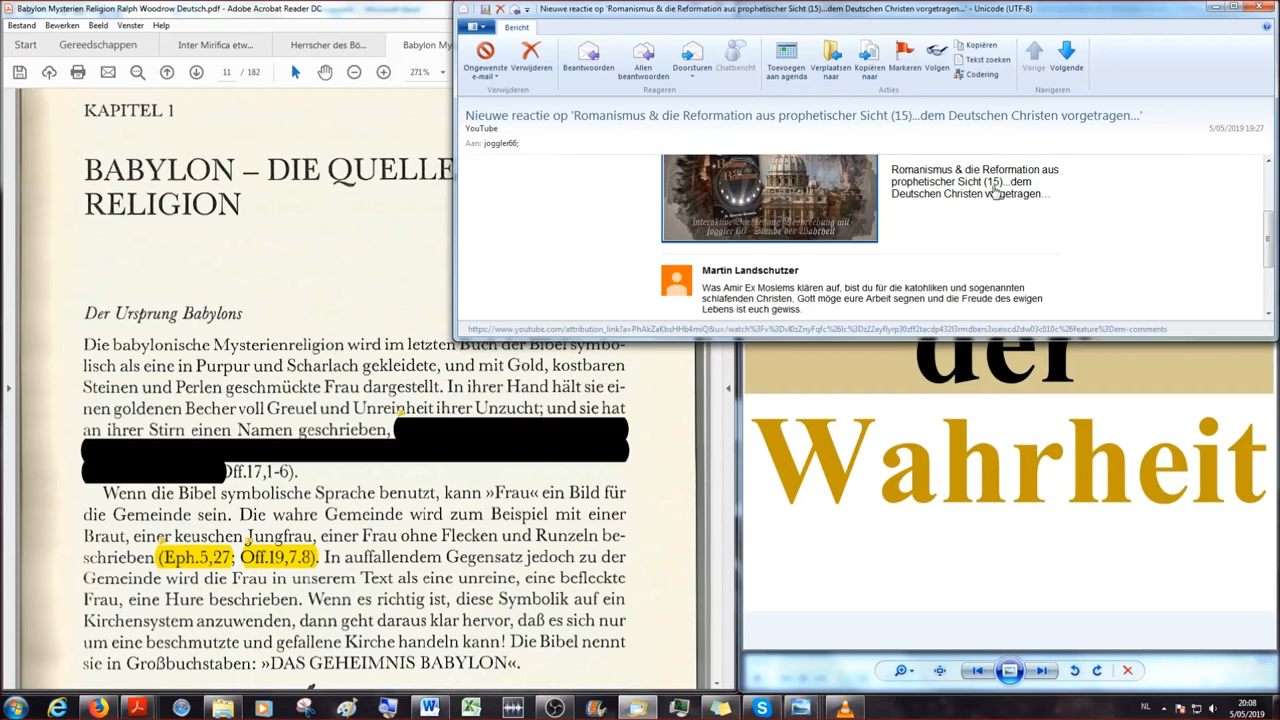 Babylon Mysterien Religion Ralph Woodrow Deutsch.pdf - Adobe Acrobat Reader DC
Bestand Bewerken Beeld Venster Help
Start Gereedschappen Inter Mirifica etw... Herrscher des Bö... Babylon My
11 / 182 271%
KAPITEL 1
BABYLON – DIE QUELLE
RELIGION
Der Ursprung Babylons
Die babylonische Mysterienreligion wird im letzten Buch der Bibel symbo-
lisch als eine in Purpur und Scharlach gekleidete, und mit Gold, kostbaren
Steinen und Perlen geschmückte Frau dargestellt. In ihrer Hand hält sie ei-
nen goldenen Becher voll Greuel und Unreinheit ihrer Unzucht; und sie hat
an ihrer Stirn einen Namen geschrieben,
Off.17,1-6).
Wenn die Bibel symbolische Sprache benutzt, kann »Frau« ein Bild für
die Gemeinde sein. Die wahre Gemeinde wird zum Beispiel mit einer
Braut, einer keuschen Jungfrau, einer Frau ohne Flecken und Runzeln be-
schrieben (Eph.5,27; Off.19,7.8). In auffallendem Gegensatz jedoch zu der
Gemeinde wird die Frau in unserem Text als eine unreine, eine befleckte
Frau, eine Hure beschrieben. Wenn es richtig ist, diese Symbolik auf ein
Kirchensystem anzuwenden, dann geht daraus klar hervor, daß es sich nur
um eine beschmutzte und gefallene Kirche handeln kann! Die Bibel nennt
sie in Großbuchstaben: »DAS GEHEIMNIS BABYLON«.
Nieuwe reactie op 'Romanismus & die Reformation aus prophetischer Sicht (15)...dem Deutschen Christen vorgetragen...' - Unicode (UTF-8)
Bericht
Ongewenste e-mail Verwijderen Beantwoorden Allen beantwoorden Doorsturen Chatbericht Toevoegen aan agenda Verplaatsen naar Kopiëren naar Markeren Volgen Kopiëren Tekst zoeken Codering Vorige Volgende
Verwijderen Reageren Acties Navigeren
Nieuwe reactie op 'Romanismus & die Reformation aus prophetischer Sicht (15)...dem Deutschen Christen vorgetragen...'
YouTube 5/05/2019 19:27
Aan: joggler66;
Romanismus & die Reformation aus
prophetischer Sicht (15)...dem
Deutschen Christen vorgetragen...
joggler 66 - Stimme der Wahrheit
Martin Landschutzer
Was Amir Ex Moslems klären auf, bist du für die katohliken und sogenannten
schlafenden Christen, Gott möge eure Arbeit segnen und die Freude des ewigen
Lebens ist euch gewiss.
der
Wahrheit
NL 20:08
5/05/2019